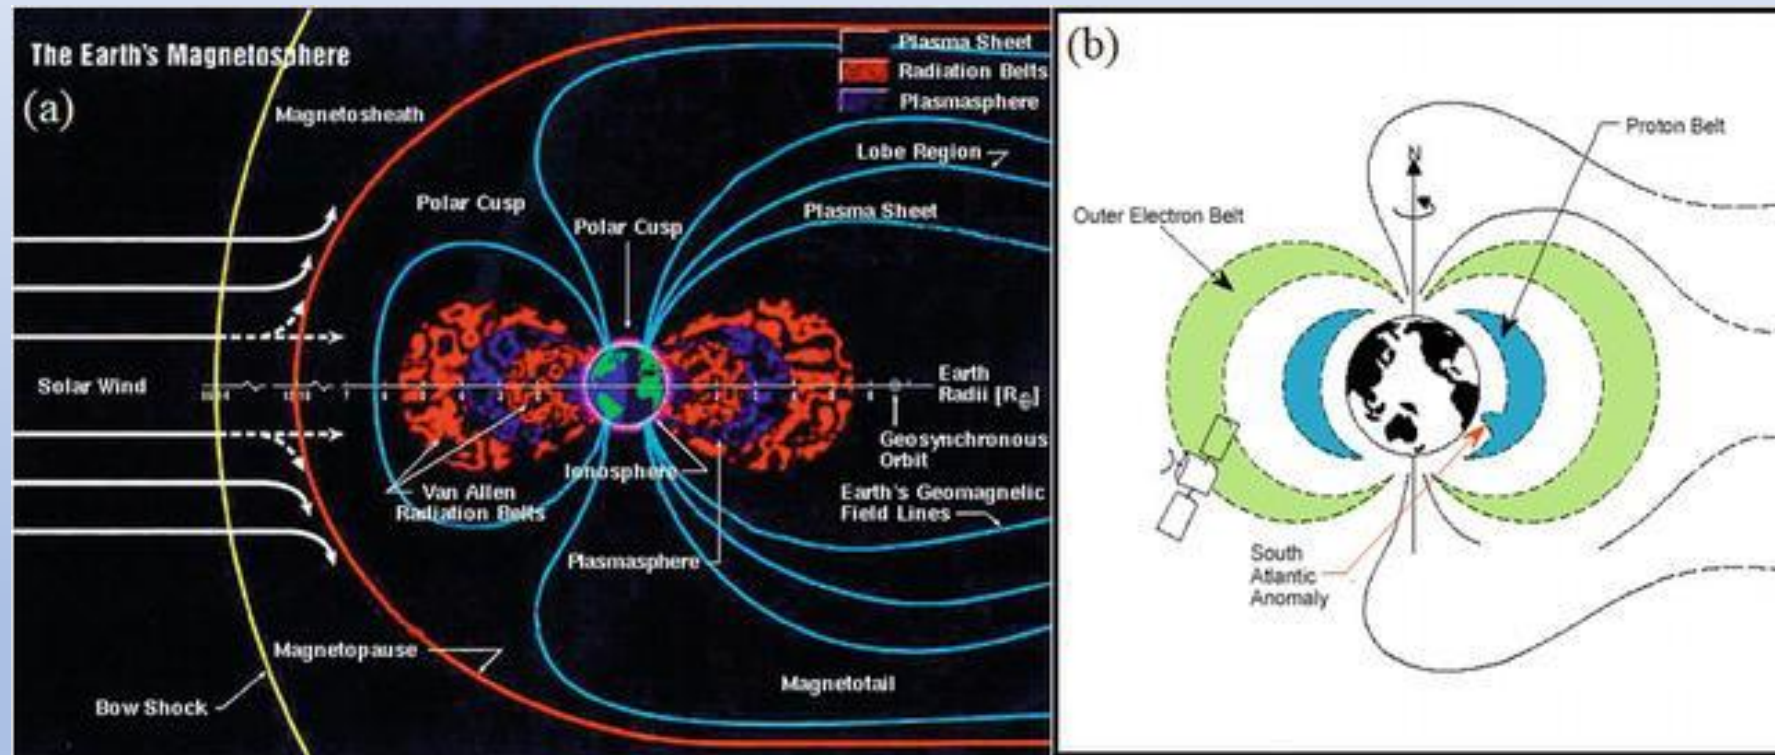 The Earth's Magnetosphere
(a)
Magnetosheath
Plasma Sheet
Radiation Belts
Plasmasphere
Lobe Region
Polar Cusp
Polar Cusp
Plasma Sheet
Solar Wind
Earth
Radii [R⊕]
Geosynchronous
Orbit
Ionosphere
Van Allen
Radiation Belts
Earth's Geomagnelic
Field Lines
Plasmasphere
Magnetopause
Magnetotail
Bow Shock
(b)
Proton Belt
N
Outer Electron Belt
South
Atlantic
Anomaly